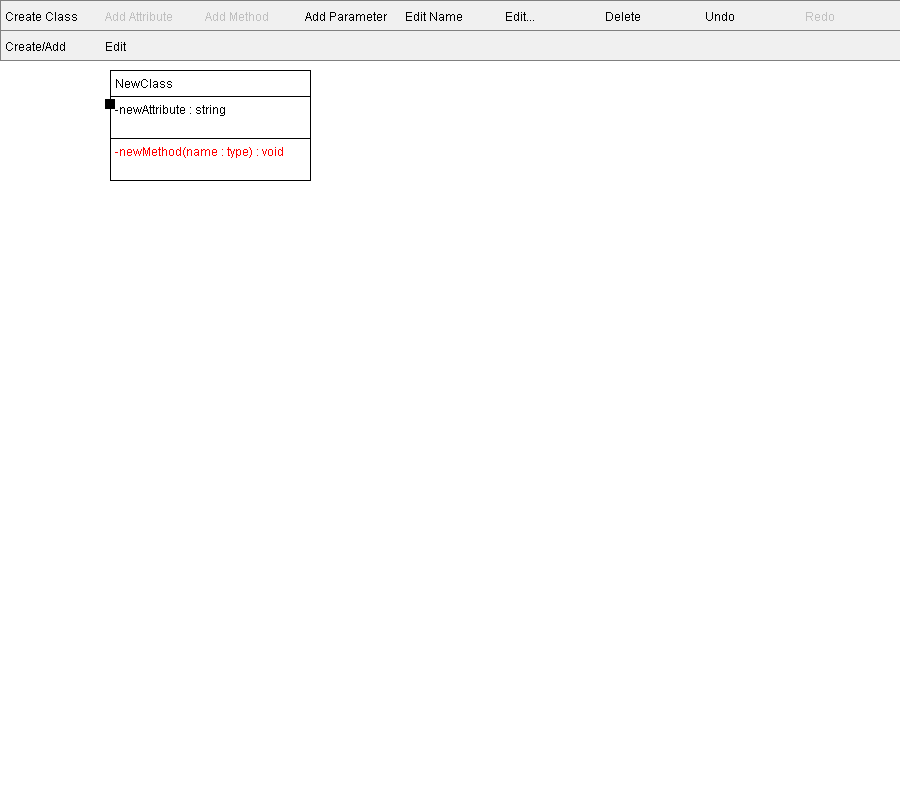 Create Class Add Attribute Add Method Add Parameter Edit Name Edit... Delete Undo Redo
Create/Add Edit
NewClass
-newAttribute : string
-newMethod(name : type) : void